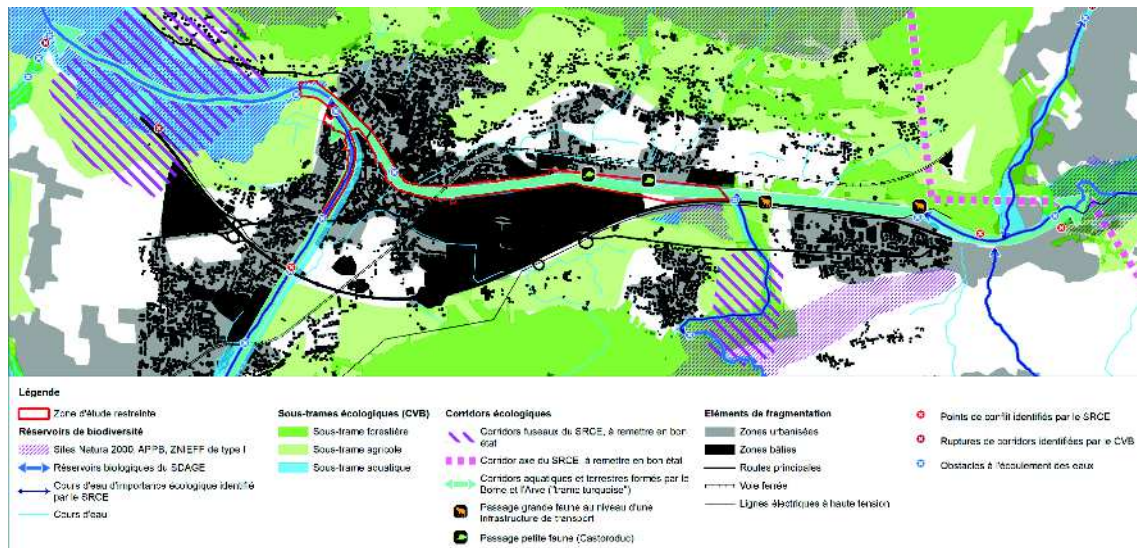 Légende
Zone d'étude restreinte
Réservoirs de biodiversité
Sites Natura 2000, APPB, ZNIEFF de type I
Réservoirs biologiques du SDAGE
Cours d'eau d'importance écologique identifié
par le SRCE
Cours d'eau
Sous-trames écologiques (CVB)
Sous-trame forestière
Sous-trame agricole
Sous-trame aquatique
Corridors écologiques
Corridors fuseaux du SRCE, à remettre en bon
état
Corridor axe du SRCE, à remettre en bon état
Corridors aquatiques et terrestres formés par le
Borne et l'Arve ("trame turquoise")
Passage grande faune au niveau d'une
infrastructure de transport
Passage petite faune (Castoroduc)
Eléments de fragmentation
Zones urbanisées
Zones bâties
Routes principales
Voie ferrée
Lignes électriques à haute tension
Points de conflit identifiés par le SRCE
Ruptures de corridors identifiées par le CVB
Obstacles à l'écoulement des eaux